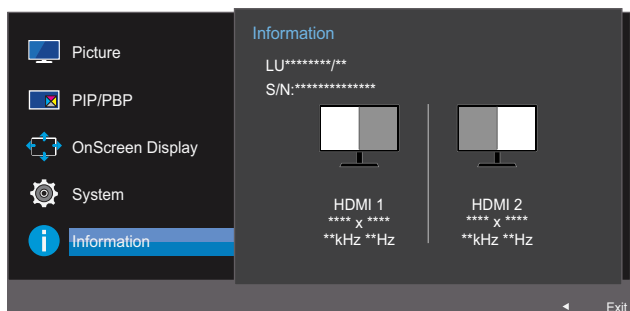 Picture
PIP/PBP
OnScreen Display
System
Information
Information
LU********/**
S/N:**************
HDMI 1
**** x ****
**kHz **Hz
HDMI 2
**** x ****
**kHz **Hz
Exit